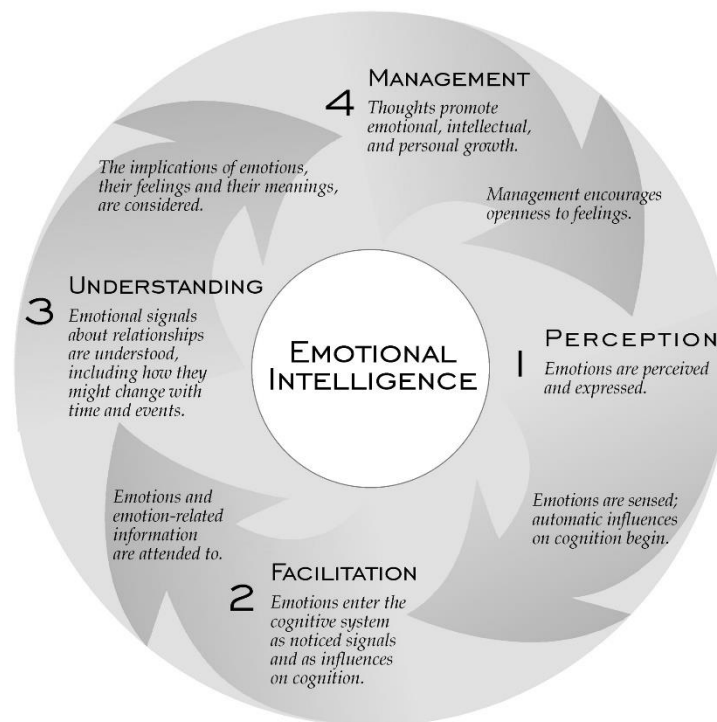 4 MANAGEMENT
Thoughts promote
emotional, intellectual,
and personal growth.
Management encourages
openness to feelings.
1 PERCEPTION
Emotions are perceived
and expressed.
Emotions are sensed;
automatic influences
on cognition begin.
2 FACILITATION
Emotions enter the
cognitive system
as noticed signals
and as influences
on cognition.
Emotions and
emotion-related
information
are attended to.
3 UNDERSTANDING
Emotional signals
about relationships
are understood,
including how they
might change with
time and events.
The implications of emotions,
their feelings and their meanings,
are considered.
EMOTIONAL
INTELLIGENCE